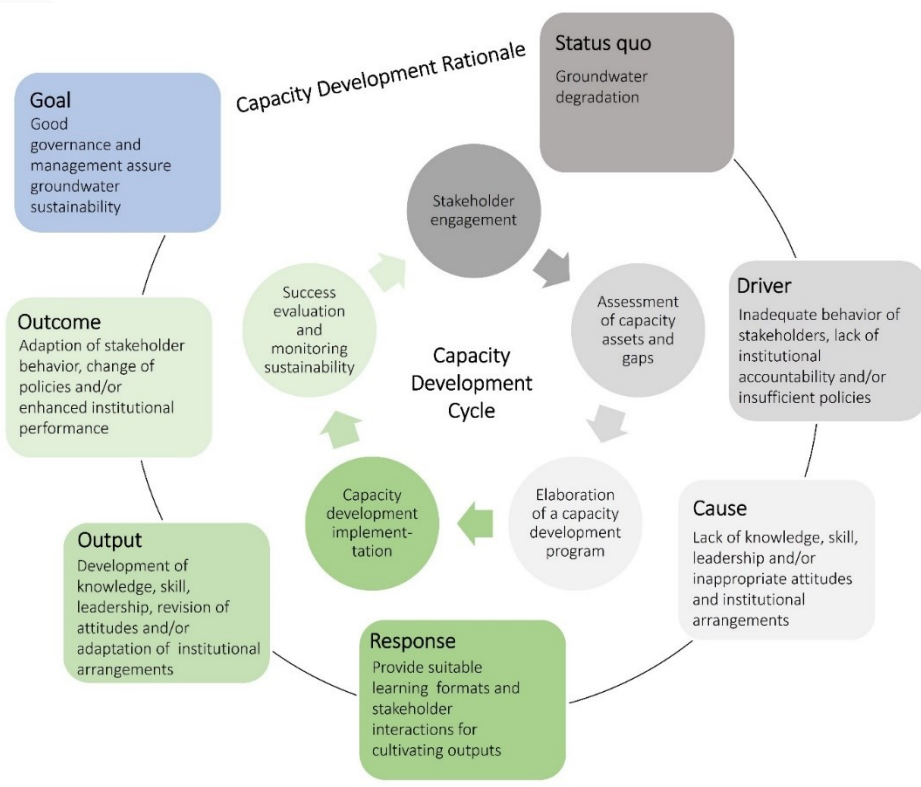 Capacity Development Rationale
Status quo
Groundwater
degradation
Goal
Good
governance and
management assure
groundwater
sustainability
Stakeholder
engagement
Driver
Inadequate behavior of
stakeholders, lack of
institutional
accountability and/or
insufficient policies
Success
evaluation
and
monitoring
sustainability
Assessment
of capacity
assets and
gaps
Outcome
Adaption of stakeholder
behavior, change of
policies and/or
enhanced institutional
performance
Capacity
Development
Cycle
Capacity
development
implemen-
tation
Elaboration
of a capacity
development
program
Cause
Lack of knowledge, skill,
leadership and/or
inappropriate attitudes
and institutional
arrangements
Output
Development of
knowledge, skill,
leadership, revision of
attitudes and/or
adaptation of institutional
arrangements
Response
Provide suitable
learning formats and
stakeholder
interactions for
cultivating outputs